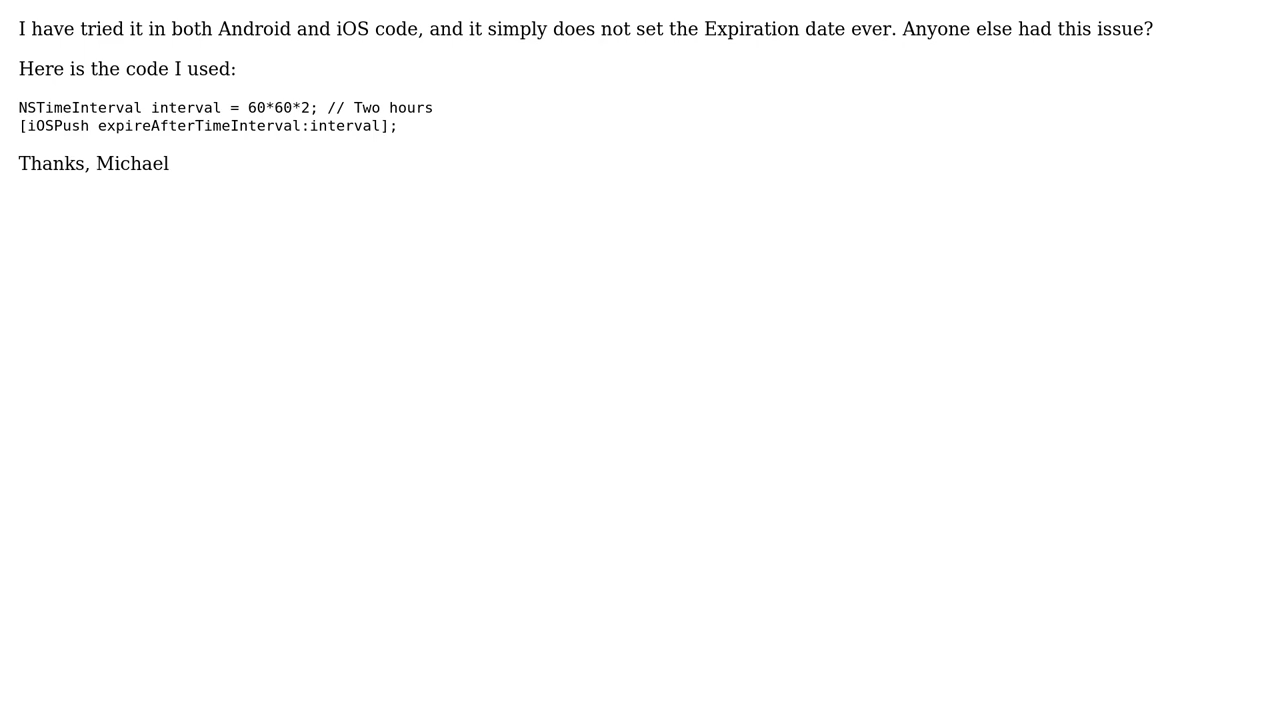 I have tried it in both Android and iOS code, and it simply does not set the Expiration date ever. Anyone else had this issue?
Here is the code I used:
NSTimeInterval interval = 60*60*2; // Two hours
[iOSPush expireAfterTimeInterval:interval];
Thanks, Michael